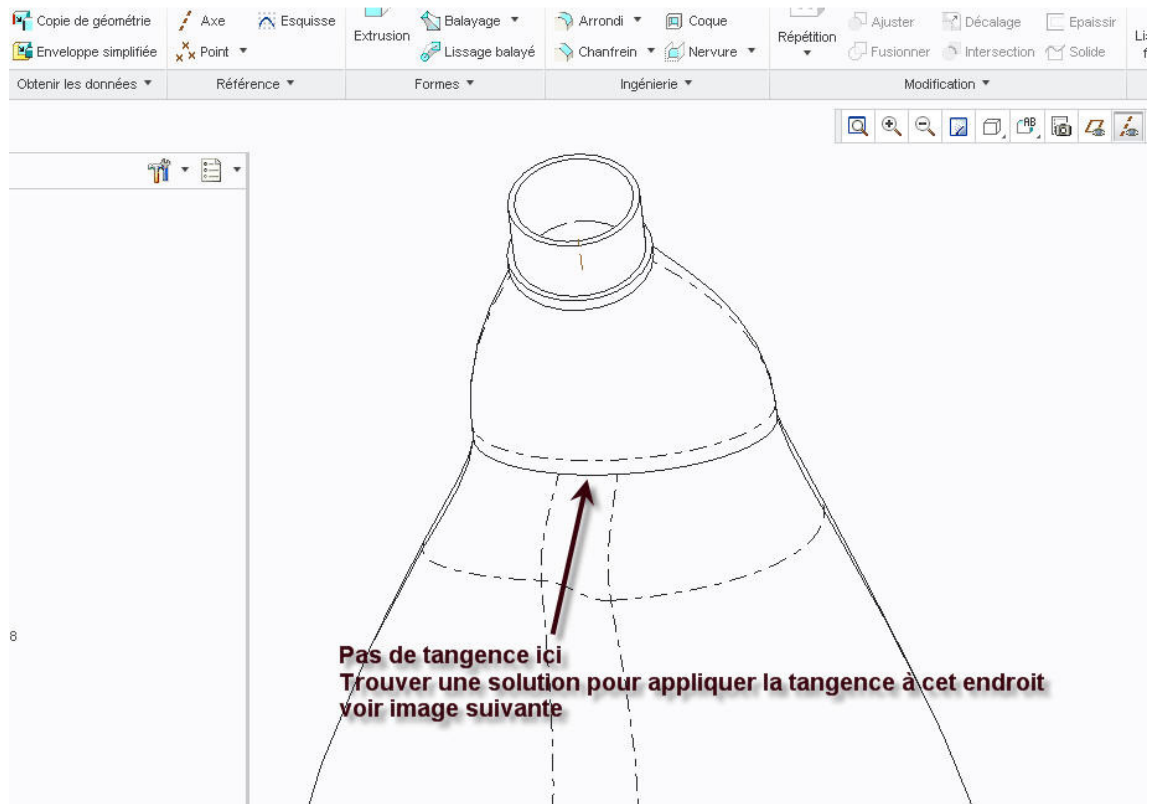 Copie de géométrie
Axe
Esquisse
Balayage
Arrondi
Coque
Ajuster
Décalage
Epaissir
Enveloppe simplifiée
Point
Extrusion
Lissage balayé
Chanfrein
Nervure
Répétition
Fusionner
Intersection
Solide
Obtenir les données
Référence
Formes
Ingénierie
Modification
AB
8
Pas de tangence ici
Trouver une solution pour appliquer la tangence à cet endroit
voir image suivante